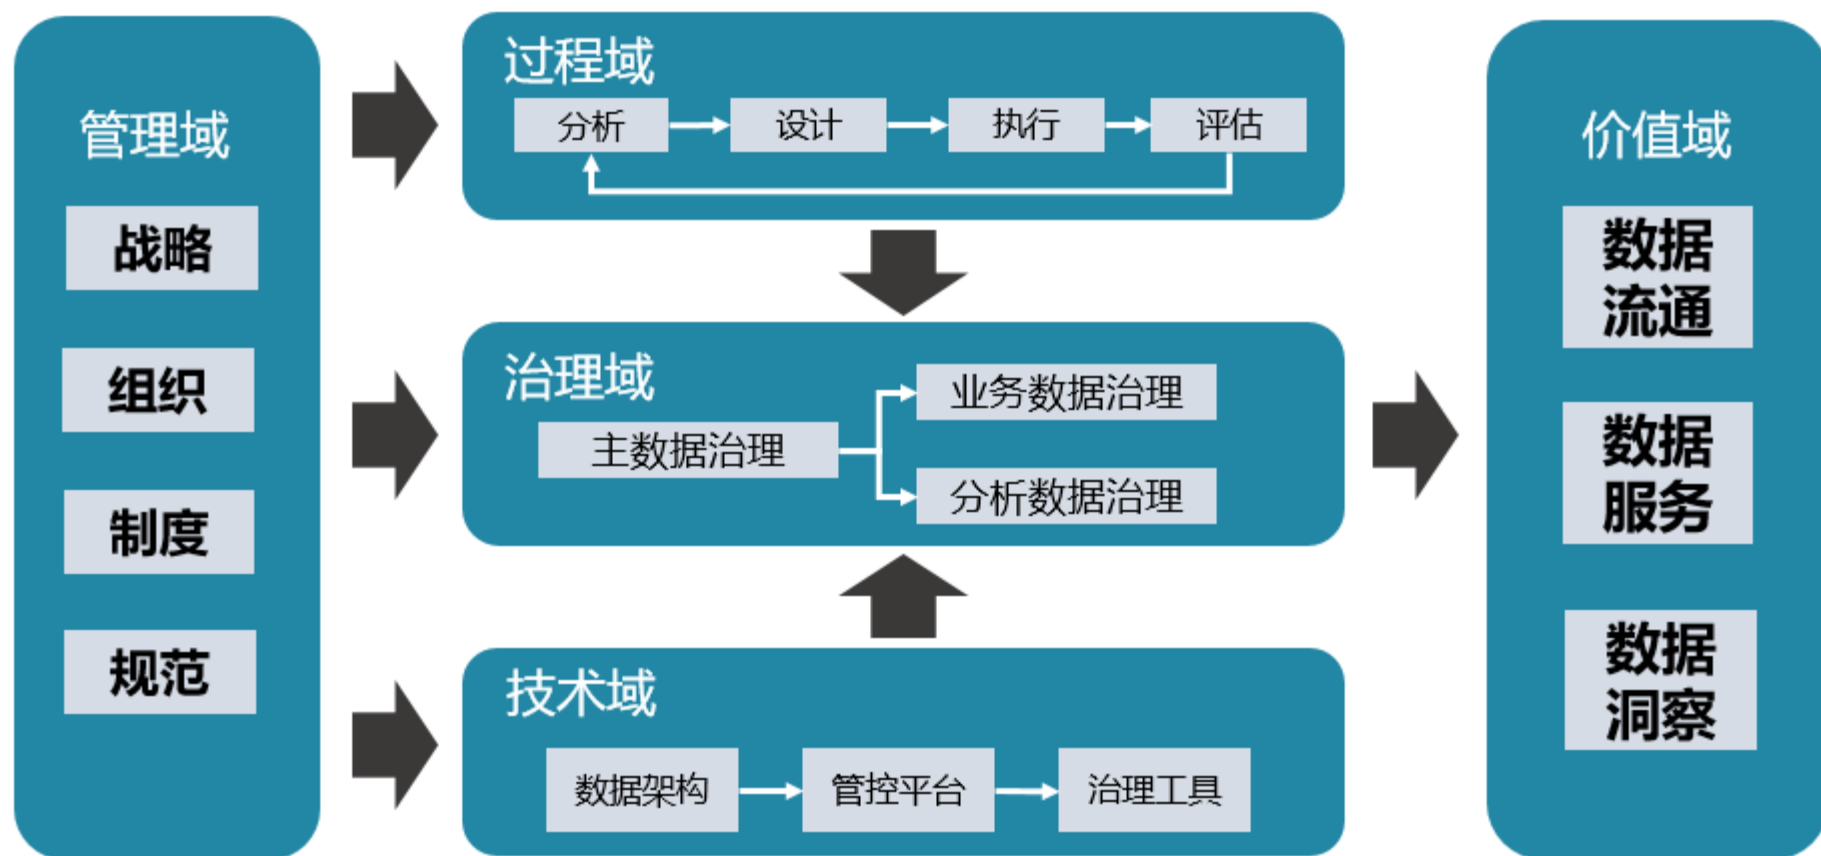 管理域
战略
组织
制度
规范
过程域
分析
设计
执行
评估
治理域
主数据治理
业务数据治理
分析数据治理
技术域
数据架构
管控平台
治理工具
价值域
数据
流通
数据
服务
数据
洞察